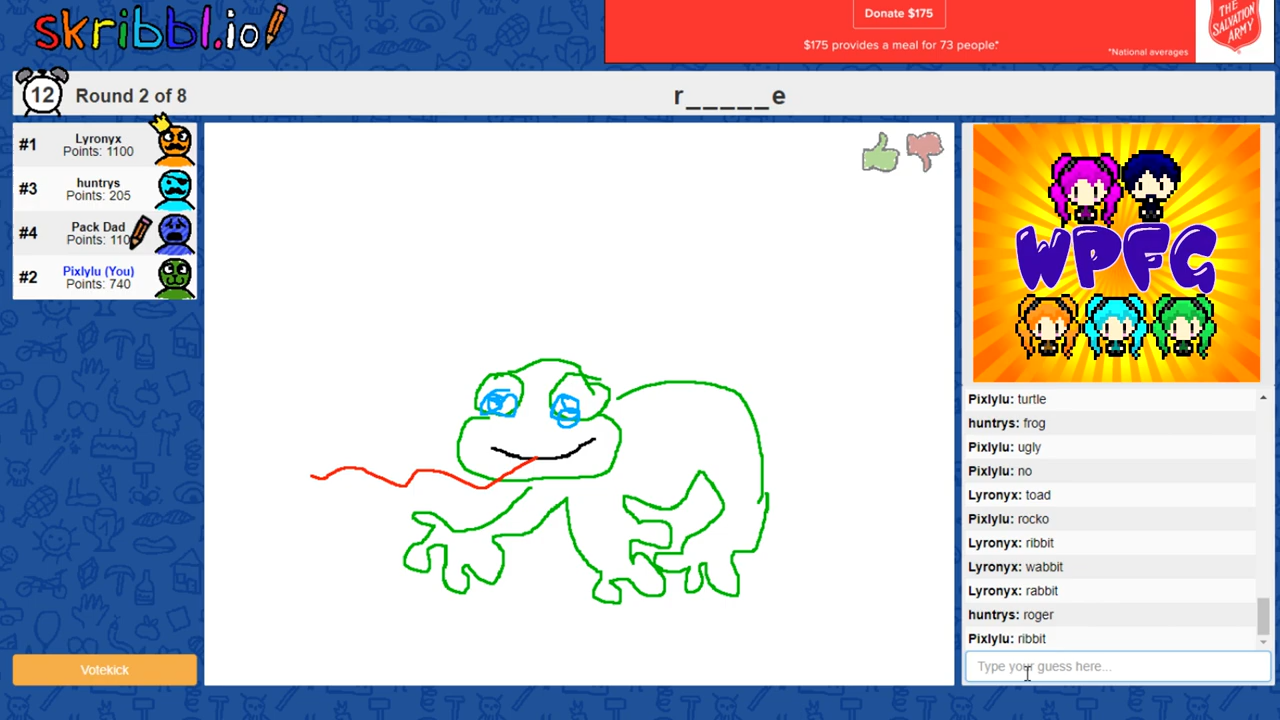 skribbl.io
Donate $175
$175 provides a meal for 73 people.*
*National averages
THE SALVATION ARMY
12
Round 2 of 8
r_____e
#1
Lyronyx
Points: 1100
#3
huntrys
Points: 205
#4
Pack Dad
Points: 110
#2
Pixlylu (You)
Points: 740
WPFG
Pixlylu: turtle
huntrys: frog
Pixlylu: ugly
Pixlylu: no
Lyronyx: toad
Pixlylu: rocko
Lyronyx: ribbit
Lyronyx: wabbit
Lyronyx: rabbit
huntrys: roger
Pixlylu: ribbit
Type your guess here...
Votekick